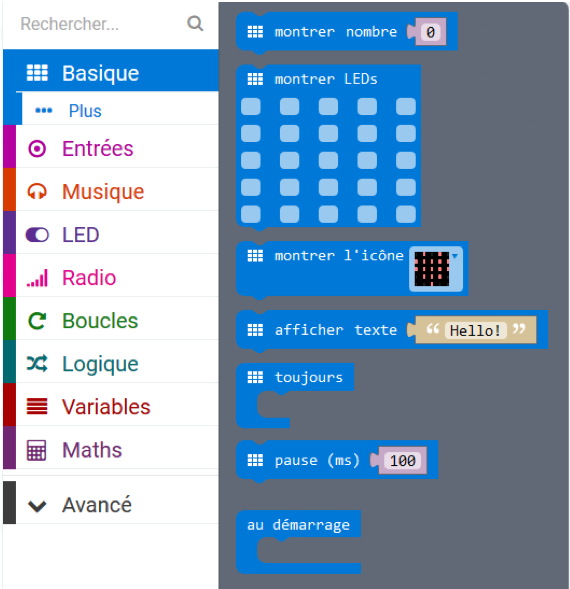 Rechercher...
Basique
Plus
Entrées
Musique
LED
Radio
Boucles
Logique
Variables
Maths
Avancé
montrer nombre 0
montrer LEDs
montrer l'icône
afficher texte “ Hello! ”
toujours
pause (ms) 100
au démarrage